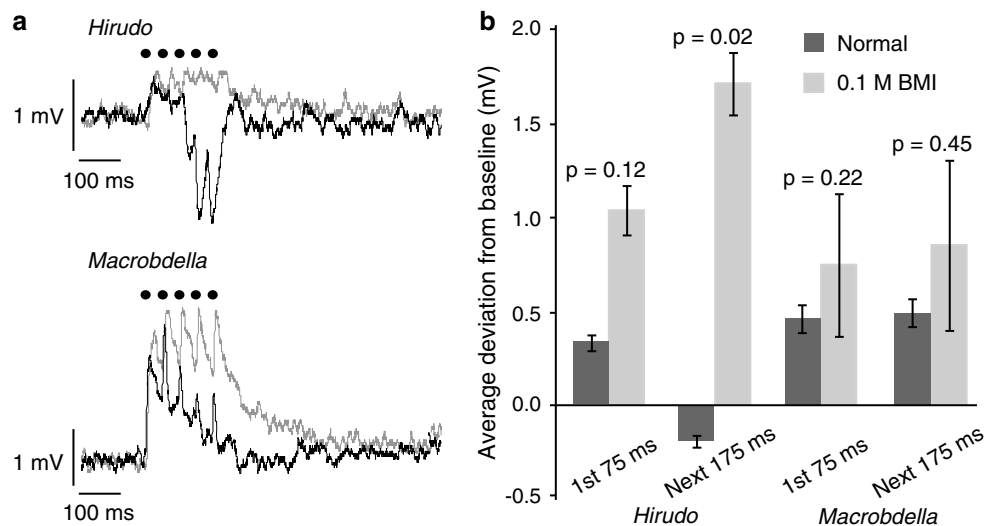 a
Hirudo
1 mV
100 ms
Macrobdella
1 mV
100 ms
b
Average deviation from baseline (mV)
2.0
1.5
1.0
0.5
0.0
-0.5
Normal
0.1 M BMI
p = 0.12
p = 0.02
p = 0.22
p = 0.45
1st 75 ms
Next 175 ms
1st 75 ms
Next 175 ms
Hirudo
Macrobdella